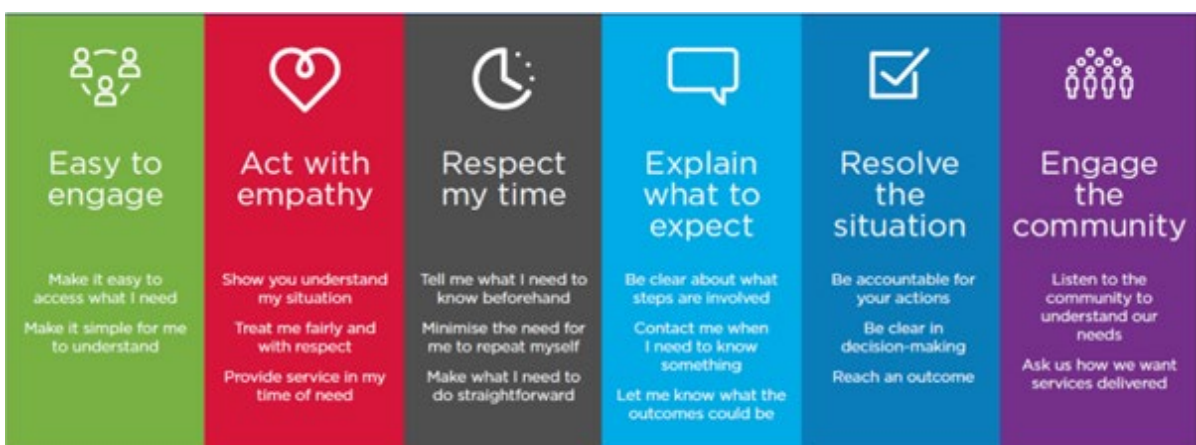 Easy to
engage
Make it easy to
access what I need
Make it simple for me
to understand
Act with
empathy
Show you understand
my situation
Treat me fairly and
with respect
Provide service in my
time of need
Respect
my time
Tell me what I need to
know beforehand
Minimise the need for
me to repeat myself
Make what I need to
do straightforward
Explain
what to
expect
Be clear about what
steps are involved
Contact me when
I need to know
something
Let me know what the
outcomes could be
Resolve
the
situation
Be accountable for
your actions
Be clear in
decision-making
Reach an outcome
Engage
the
community
Listen to the
community to
understand our
needs
Ask us how we want
services delivered